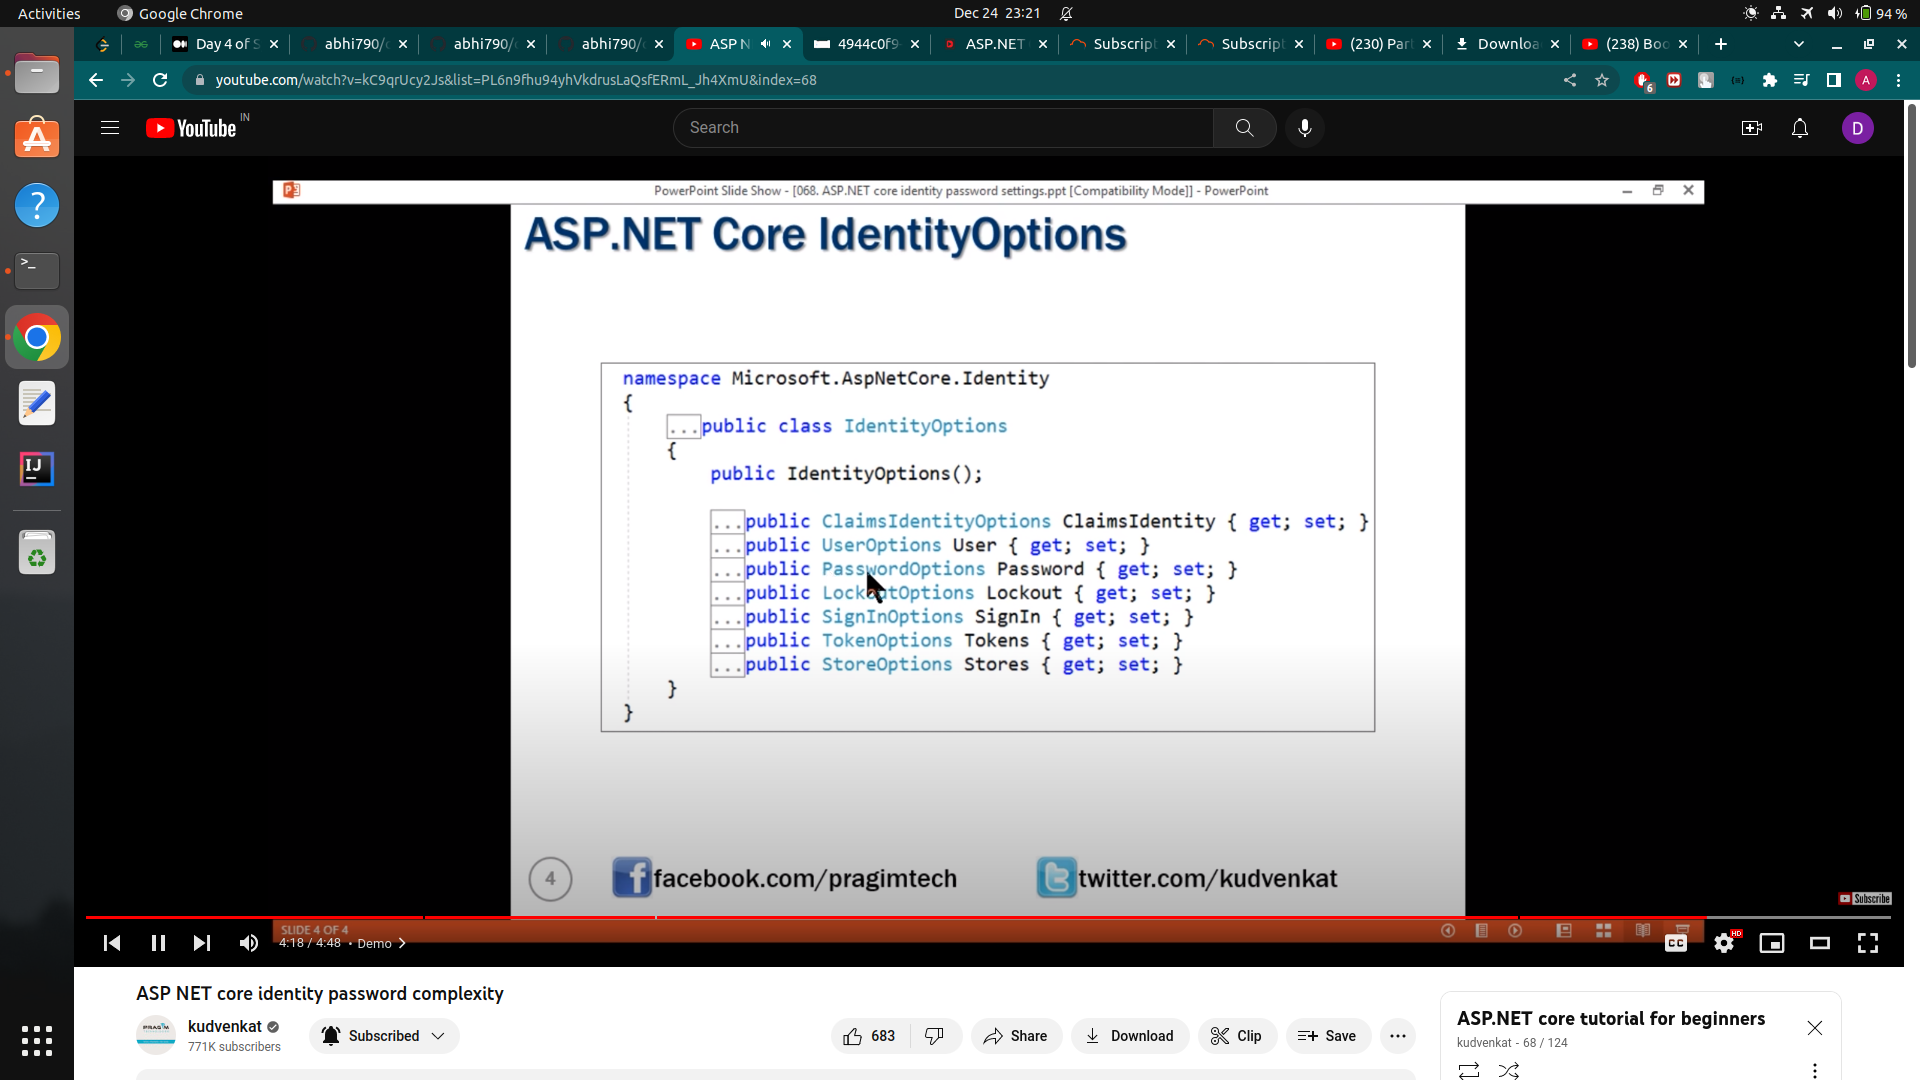 Activities
Google Chrome
Dec 24 23:21
94 %
Day 4 of S
abhi790/
abhi790/
abhi790/
ASP N
4944c0f9-
ASP.NET
Subscript
Subscript
(230) Par
Downloa
(238) Boo
youtube.com/watch?v=kC9qrUcy2Js&list=PL6n9fhu94yhVkdrusLaQsfERmL_Jh4XmU&index=68
6
A
YouTube
IN
Search
D
PowerPoint Slide Show - [068. ASP.NET core identity password settings.ppt [Compatibility Mode]] - PowerPoint
ASP.NET Core IdentityOptions
namespace Microsoft.AspNetCore.Identity
{
...public class IdentityOptions
{
public IdentityOptions();
...public ClaimsIdentityOptions ClaimsIdentity { get; set; }
...public UserOptions User { get; set; }
...public PasswordOptions Password { get; set; }
...public LockoutOptions Lockout { get; set; }
...public SignInOptions SignIn { get; set; }
...public TokenOptions Tokens { get; set; }
...public StoreOptions Stores { get; set; }
}
}
4
facebook.com/pragimtech
twitter.com/kudvenkat
Subscribe
SLIDE 4 OF 4
4:18 / 4:48 • Demo
CC
HD
ASP NET core identity password complexity
PRAGIM
kudvenkat
771K subscribers
Subscribed
683
Share
Download
Clip
Save
ASP.NET core tutorial for beginners
kudvenkat - 68 / 124
IJ